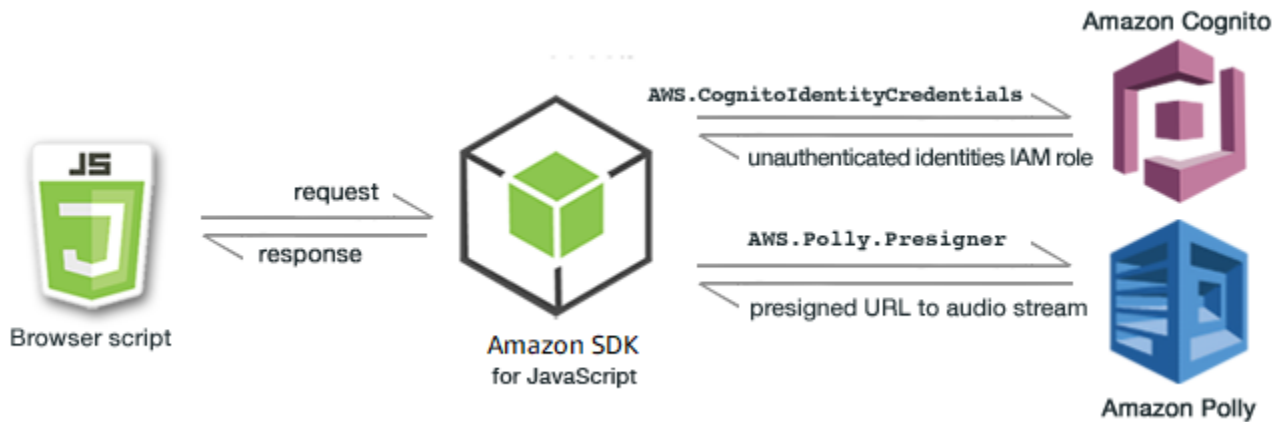 Amazon Cognito
AWS.CognitoIdentityCredentials
unauthenticated identities IAM role
JS
request
response
AWS.Polly.Presigner
presigned URL to audio stream
Browser script
Amazon SDK
for JavaScript
Amazon Polly